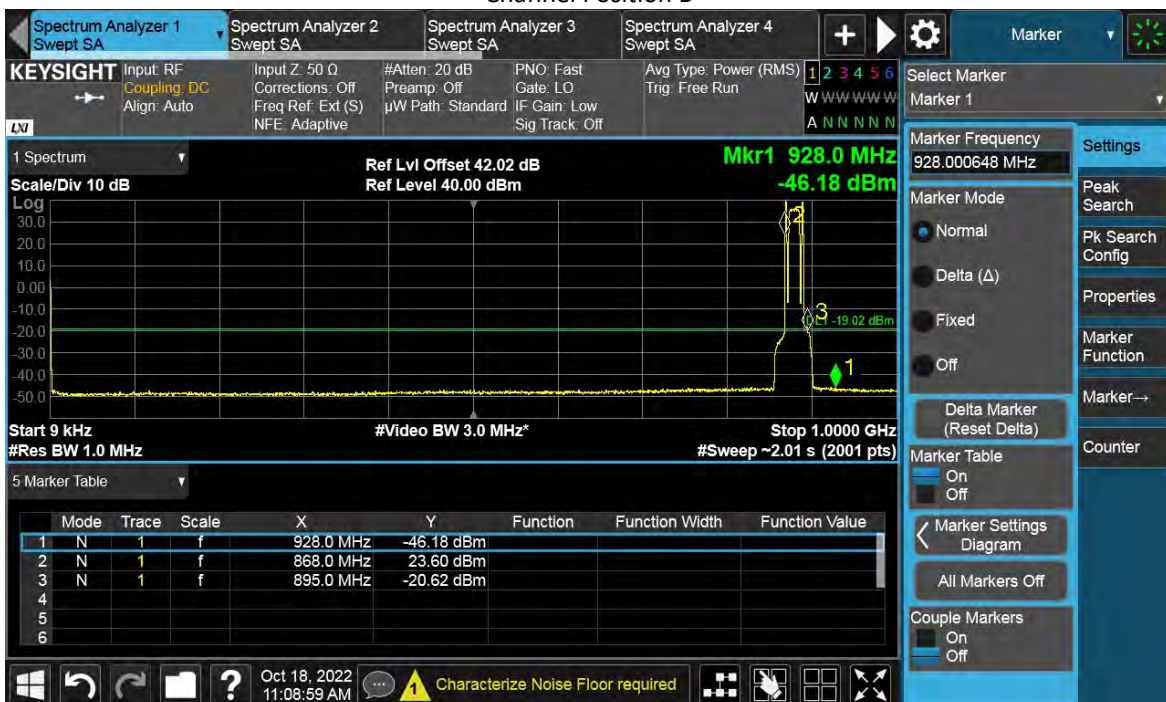 Channel Position B
Spectrum Analyzer 1
Swept SA
Spectrum Analyzer 2
Swept SA
Spectrum Analyzer 3
Swept SA
Spectrum Analyzer 4
Swept SA
+
Marker
KEYSIGHT
LXI
Input: RF
Coupling: DC
Align: Auto
Input Z: 50 Ω
Corrections: Off
Freq Ref: Ext (S)
NFE: Adaptive
#Atten: 20 dB
Preamp: Off
µW Path: Standard
PNO: Fast
Gate: LO
IF Gain: Low
Sig Track: Off
Avg Type: Power (RMS)
Trig: Free Run
1 2 3 4 5 6
W W W W W W
A N N N N N
Select Marker
Marker 1
1 Spectrum
Scale/Div 10 dB
Ref Lvl Offset 42.02 dB
Ref Level 40.00 dBm
Mkr1 928.0 MHz
-46.18 dBm
Log
30.0
20.0
10.0
0.00
-10.0
-20.0
-30.0
-40.0
-50.0
2
3
DL1 -19.02 dBm
1
Start 9 kHz
#Video BW 3.0 MHz*
Stop 1.0000 GHz
#Res BW 1.0 MHz
#Sweep ~2.01 s (2001 pts)
5 Marker Table
Mode Trace Scale X Y Function Function Width Function Value
1 N 1 f 928.0 MHz -46.18 dBm
2 N 1 f 868.0 MHz 23.60 dBm
3 N 1 f 895.0 MHz -20.62 dBm
4
5
6
Marker Frequency
928.000648 MHz
Marker Mode
Normal
Delta (Δ)
Fixed
Off
Delta Marker
(Reset Delta)
Marker Table
On
Off
Marker Settings
Diagram
All Markers Off
Couple Markers
On
Off
Settings
Peak
Search
Pk Search
Config
Properties
Marker
Function
Marker→
Counter
?
Oct 18, 2022
11:08:59 AM
1
Characterize Noise Floor required